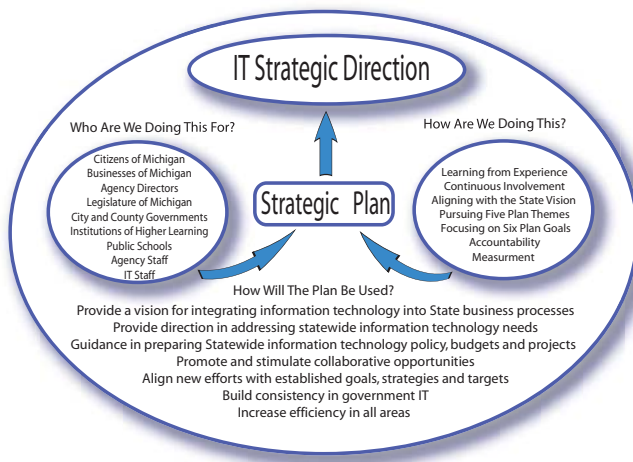 IT Strategic Direction
Who Are We Doing This For?
Citizens of Michigan
Businesses of Michigan
Agency Directors
Legislature of Michigan
City and County Governments
Institutions of Higher Learning
Public Schools
Agency Staff
IT Staff
Strategic Plan
How Are We Doing This?
Learning from Experience
Continuous Involvement
Aligning with the State Vision
Pursuing Five Plan Themes
Focusing on Six Plan Goals
Accountability
Measurment
How Will The Plan Be Used?
Provide a vision for integrating information technology into State business processes
Provide direction in addressing statewide information technology needs
Guidance in preparing Statewide information technology policy, budgets and projects
Promote and stimulate collaborative opportunities
Align new efforts with established goals, strategies and targets
Build consistency in government IT
Increase efficiency in all areas